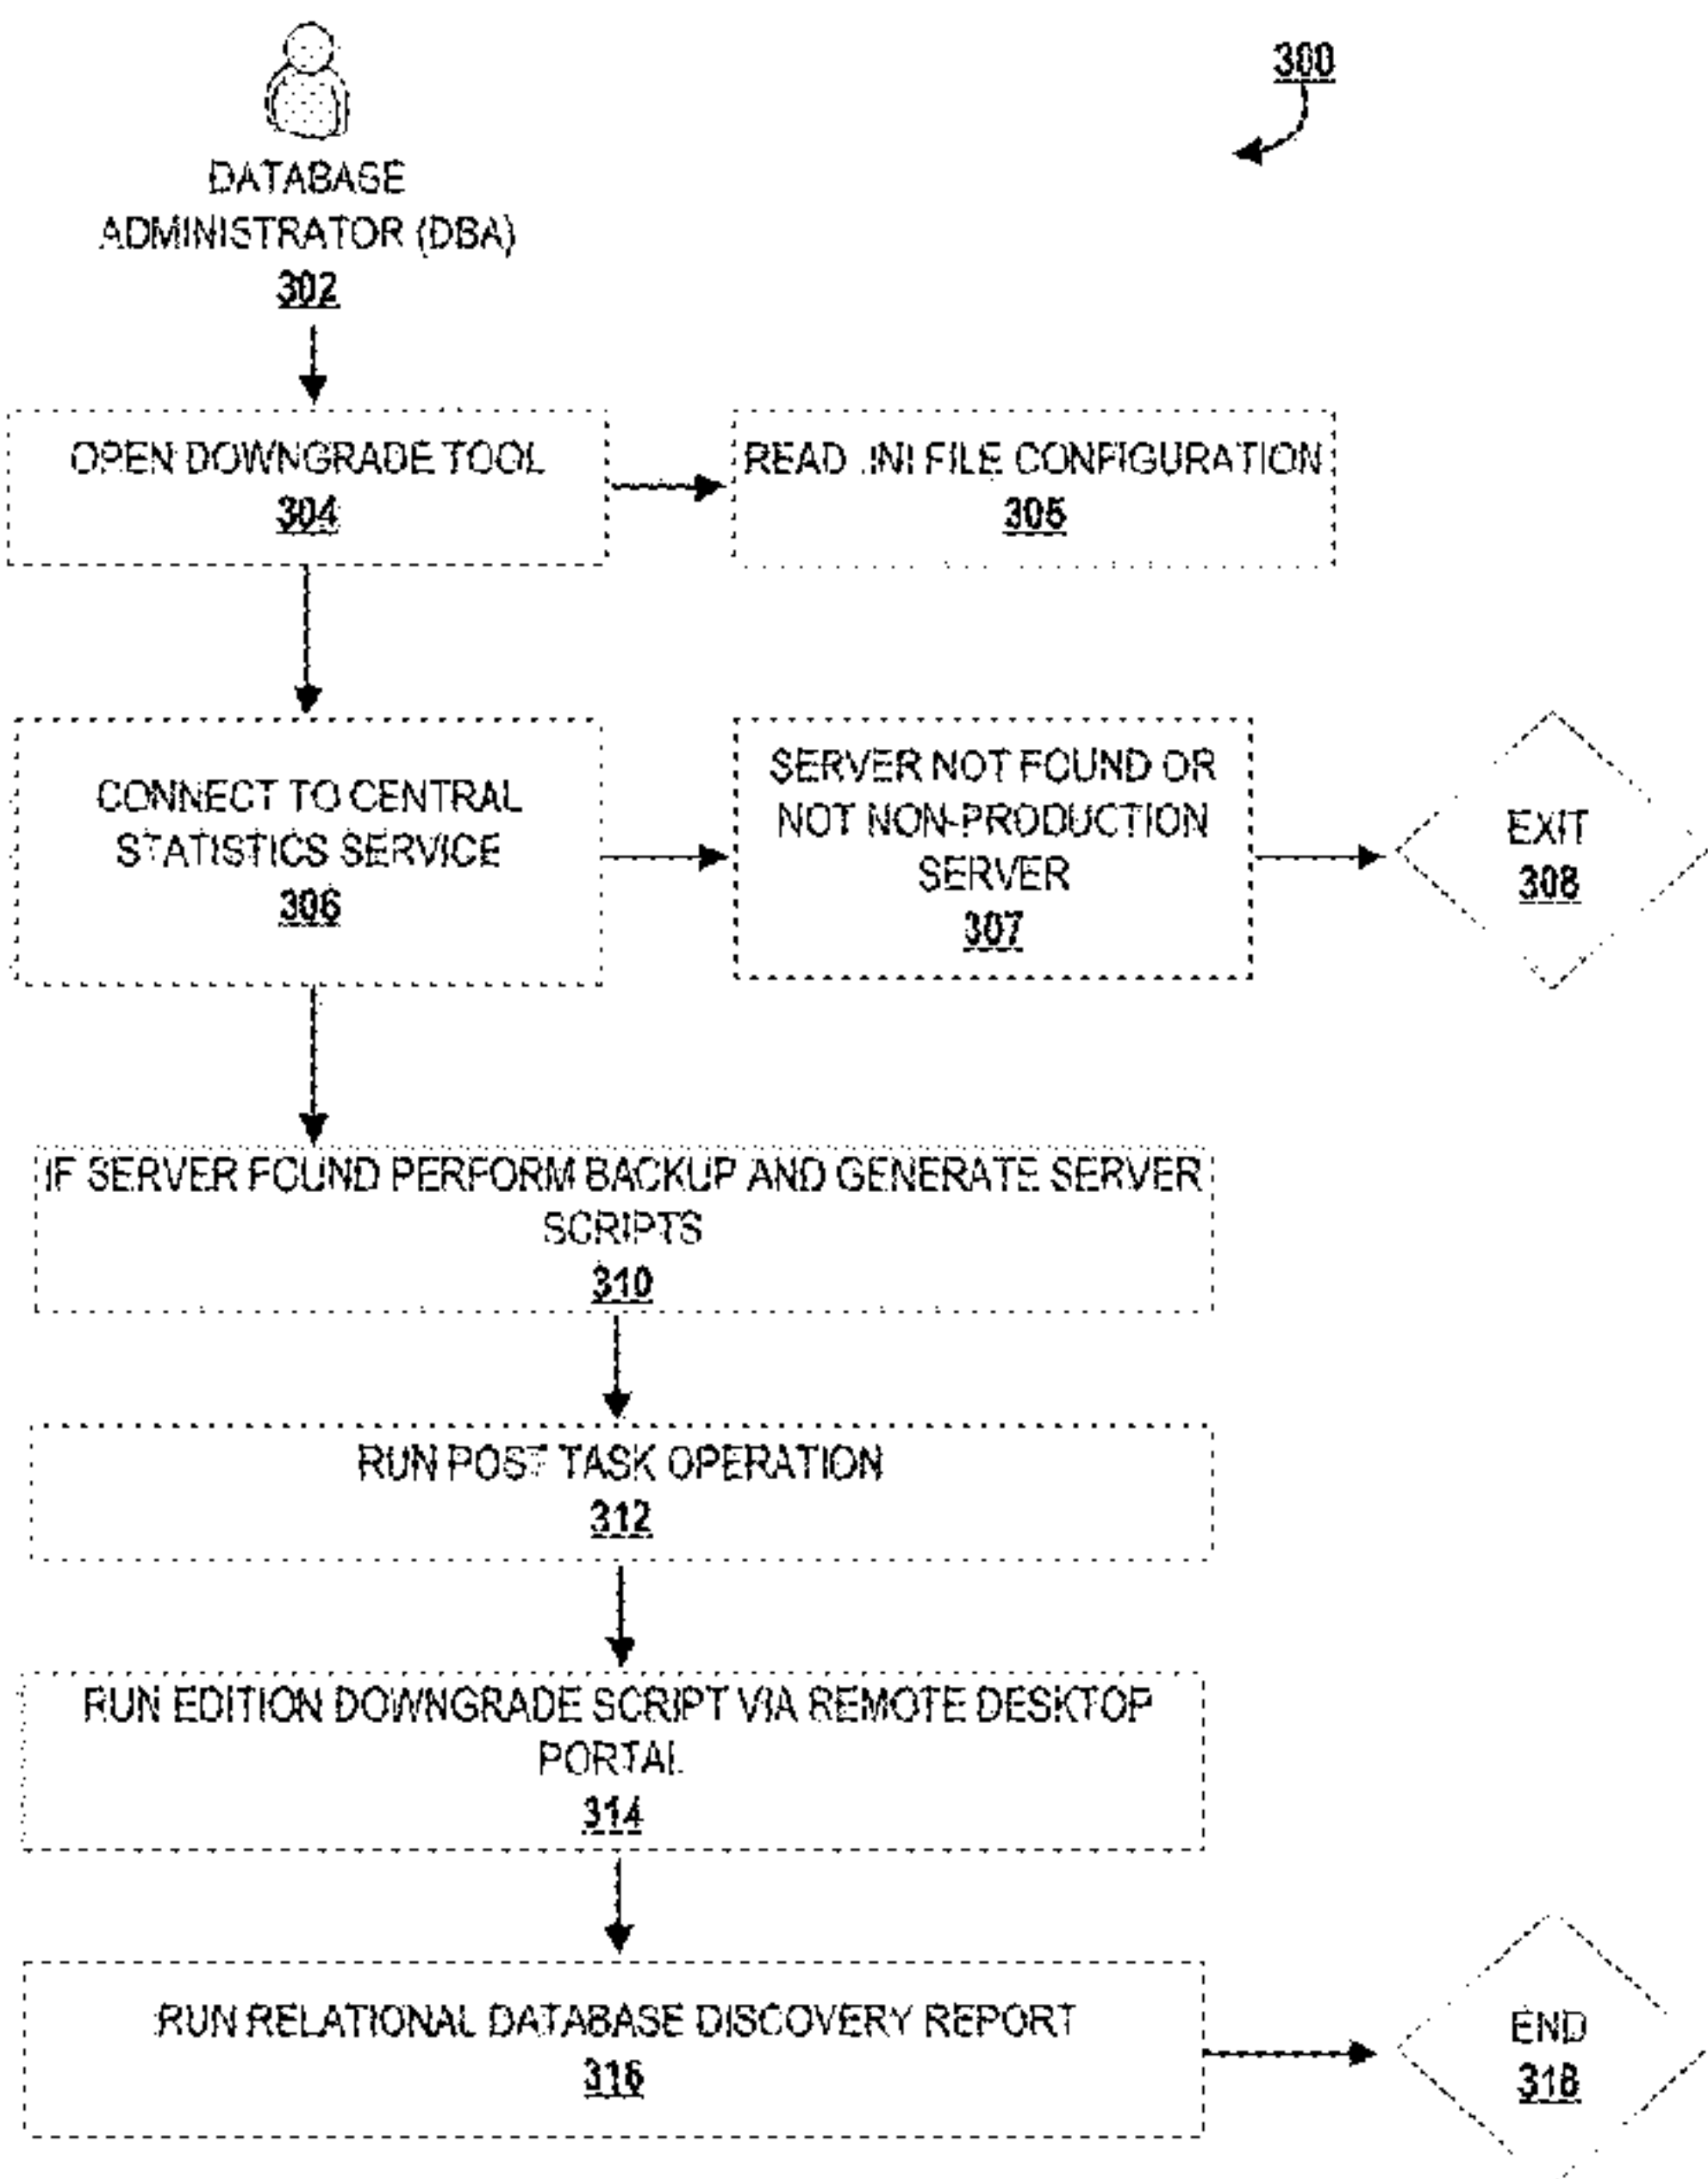 300
DATABASE
ADMINISTRATOR (DBA)
302
OPEN DOWNGRADE TOOL
304
READ .INI FILE CONFIGURATION
305
CONNECT TO CENTRAL
STATISTICS SERVICE
306
SERVER NOT FOUND OR
NOT NON-PRODUCTION
SERVER
307
EXIT
308
IF SERVER FOUND PERFORM BACKUP AND GENERATE SERVER
SCRIPTS
310
RUN POST TASK OPERATION
312
RUN EDITION DOWNGRADE SCRIPT VIA REMOTE DESKTOP
PORTAL
314
RUN RELATIONAL DATABASE DISCOVERY REPORT
316
END
318